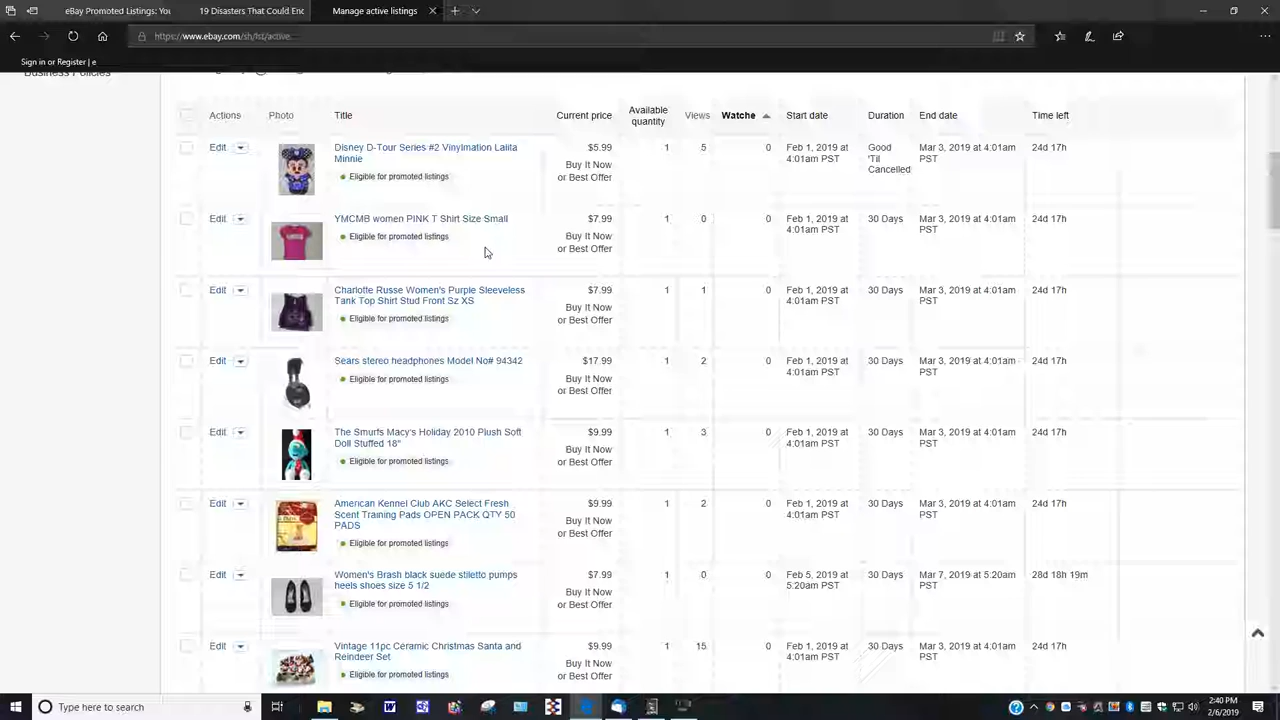 eBay Promoted Listings: You
19 Disasters That Could End
Manage active listings
https://www.ebay.com/sh/lst/active
Sign in or Register | e
Business Policies
Actions Photo Title Current price Available quantity Views Watche Start date Duration End date Time left
Edit Disney D-Tour Series #2 Vinylmation Lalita $5.99 1 5 0 Feb 1, 2019 at Good Mar 3, 2019 at 4:01am 24d 17h
Minnie Buy It Now 4:01am PST 'Til PST
Eligible for promoted listings or Best Offer Cancelled
Edit YMCMB women PINK T Shirt Size Small $7.99 1 0 0 Feb 1, 2019 at 30 Days Mar 3, 2019 at 4:01am 24d 17h
Eligible for promoted listings Buy It Now 4:01am PST PST
or Best Offer
Edit Charlotte Russe Women's Purple Sleeveless $7.99 1 1 0 Feb 1, 2019 at 30 Days Mar 3, 2019 at 4:01am 24d 17h
Tank Top Shirt Stud Front Sz XS Buy It Now 4:01am PST PST
Eligible for promoted listings or Best Offer
Edit Sears stereo headphones Model No# 94342 $17.99 1 2 0 Feb 1, 2019 at 30 Days Mar 3, 2019 at 4:01am 24d 17h
Eligible for promoted listings Buy It Now 4:01am PST PST
or Best Offer
Edit The Smurfs Macy's Holiday 2010 Plush Soft $9.99 1 3 0 Feb 1, 2019 at 30 Days Mar 3, 2019 at 4:01am 24d 17h
Doll Stuffed 18" Buy It Now 4:01am PST PST
Eligible for promoted listings or Best Offer
Edit American Kennel Club AKC Select Fresh $9.99 1 2 0 Feb 1, 2019 at 30 Days Mar 3, 2019 at 4:01am 24d 17h
Scent Training Pads OPEN PACK QTY 50 Buy It Now 4:01am PST PST
PADS or Best Offer
Eligible for promoted listings
Edit Women's Brash black suede stiletto pumps $7.99 1 0 0 Feb 5, 2019 at 30 Days Mar 7, 2019 at 5:20am 28d 18h 19m
heels shoes size 5 1/2 Buy It Now 5:20am PST PST
Eligible for promoted listings or Best Offer
Edit Vintage 11pc Ceramic Christmas Santa and $9.99 1 15 0 Feb 1, 2019 at 30 Days Mar 3, 2019 at 4:01am 24d 17h
Reindeer Set Buy It Now 4:01am PST PST
Eligible for promoted listings or Best Offer
Type here to search
2:40 PM
2/6/2019